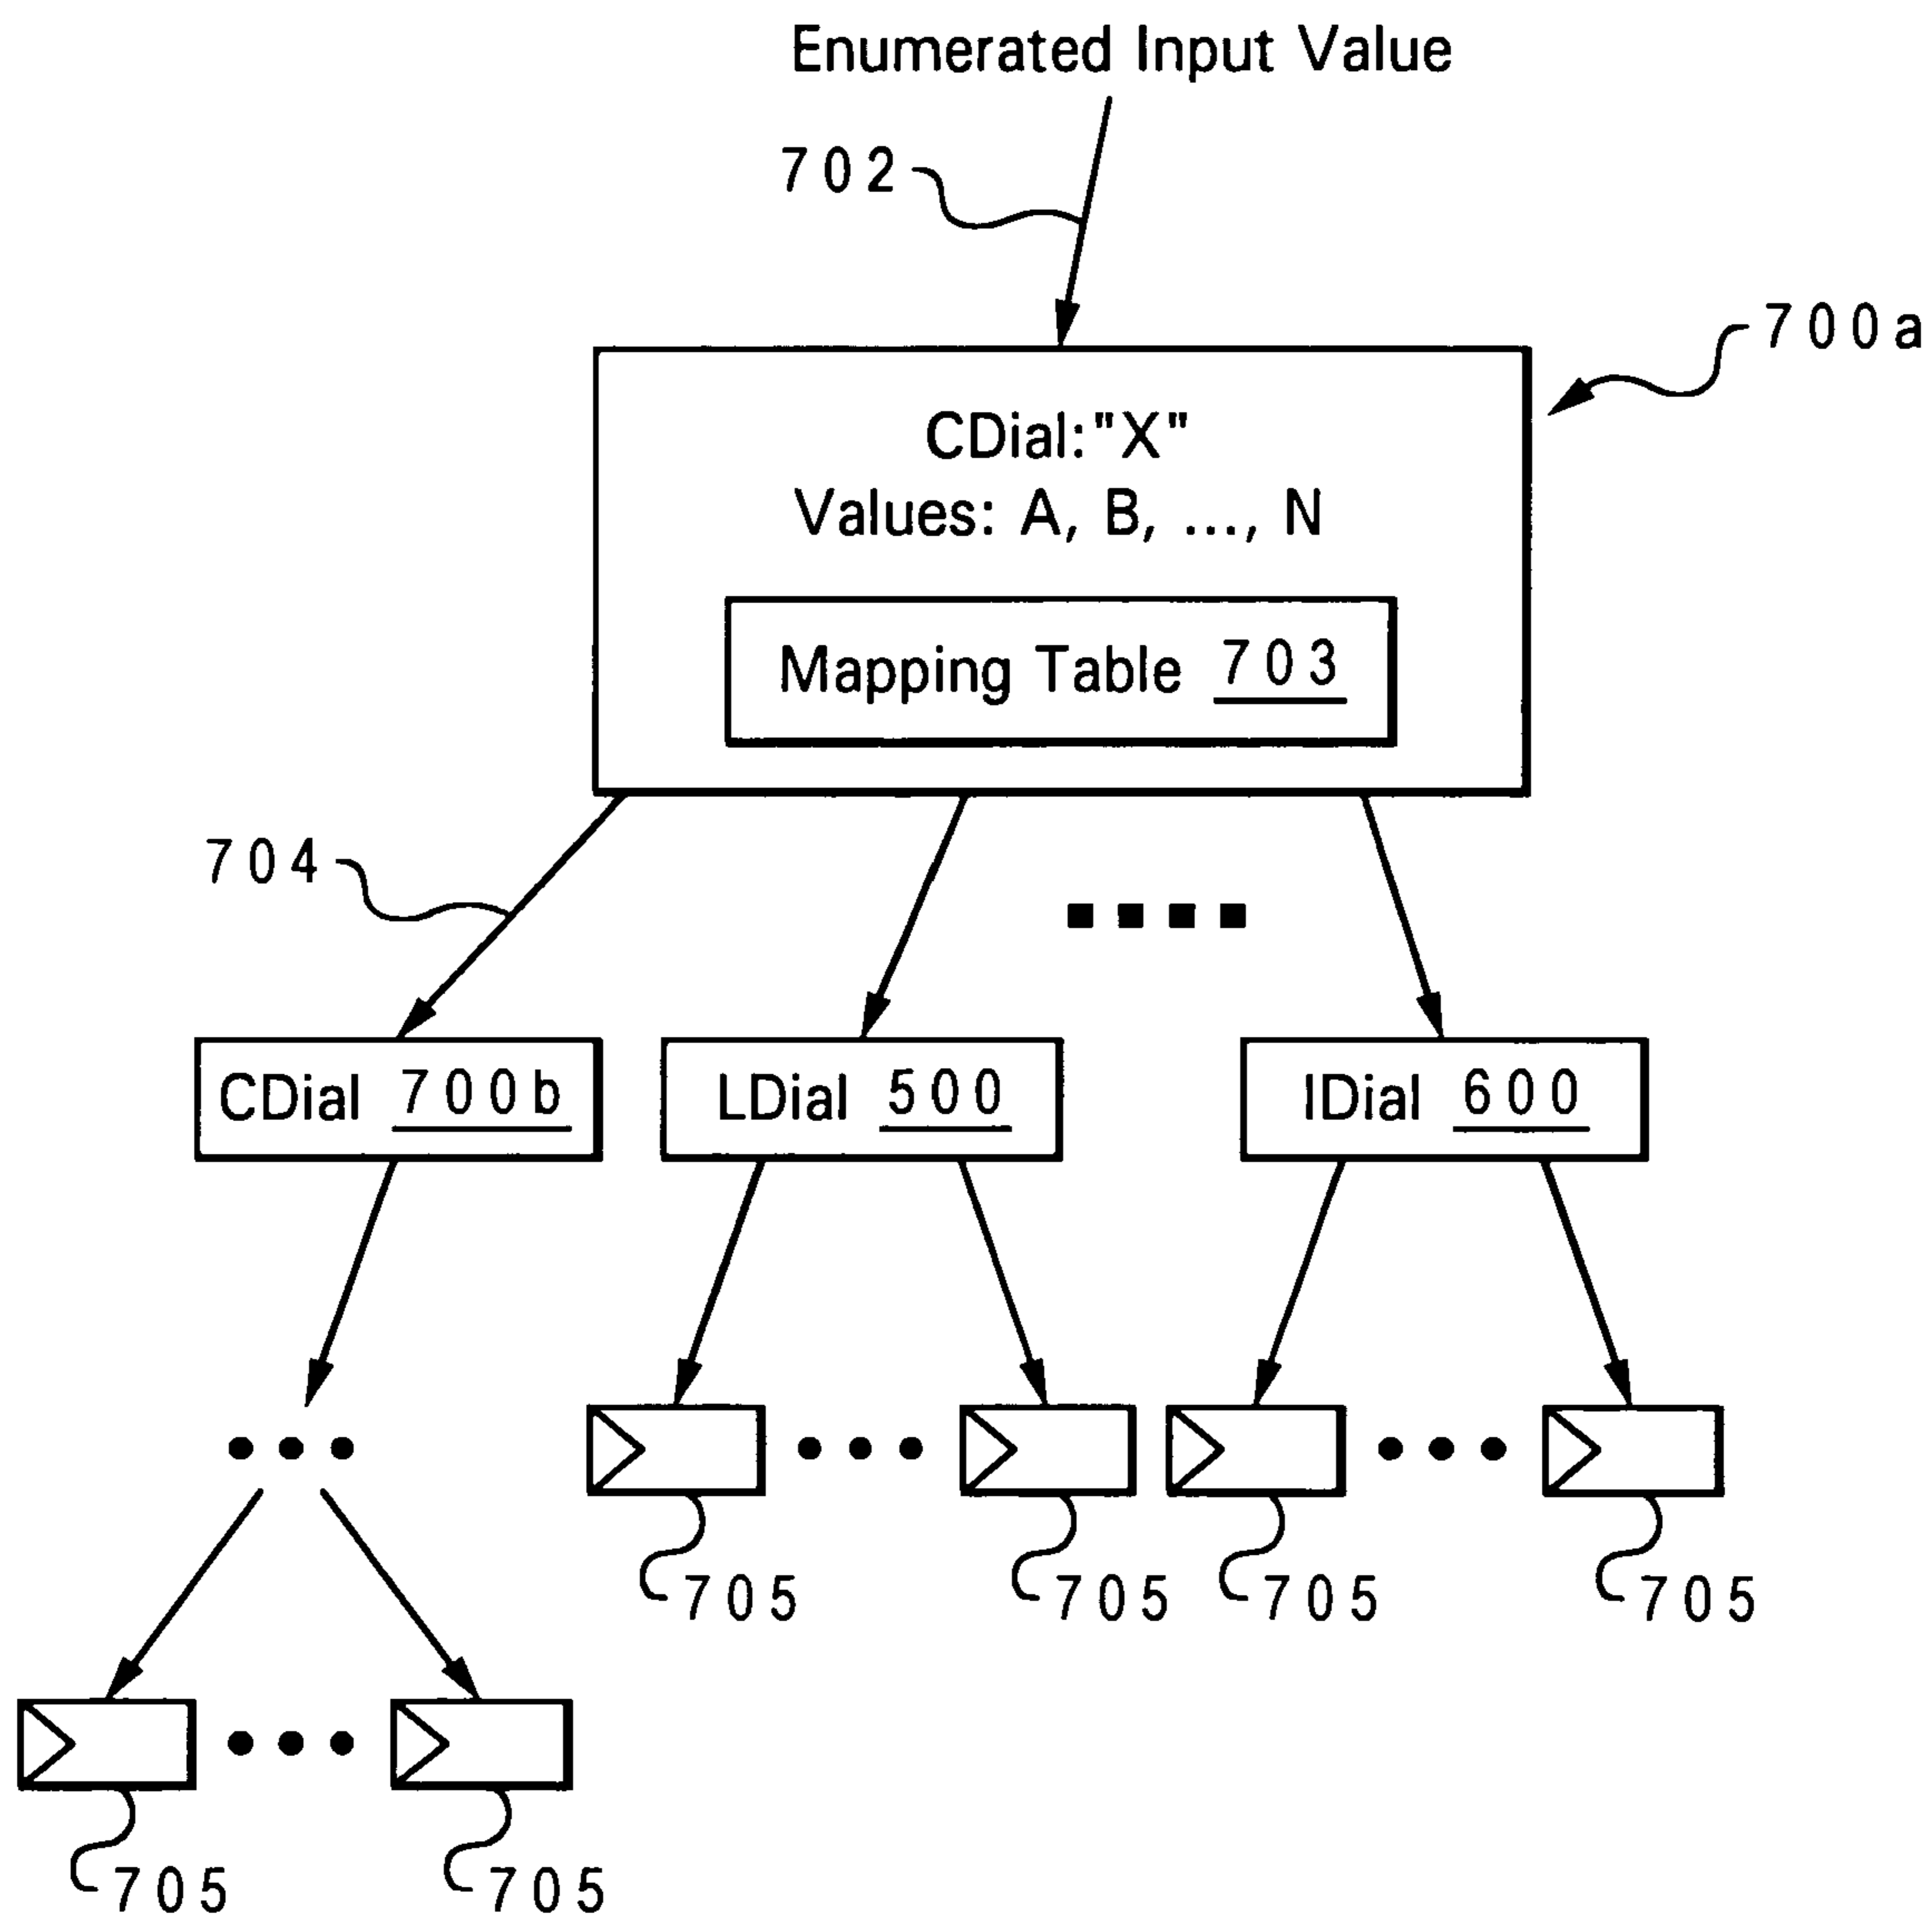 Enumerated Input Value
702
700a
CDial:"X"
Values: A, B, ..., N
Mapping Table 703
704
CDial 700b
LDial 500
IDial 600
705
705
705
705
705
705